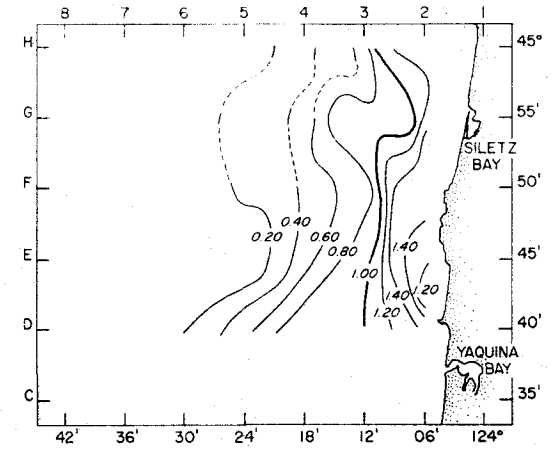 8 7 6 5 4 3 2 1
H 45°
G 55'
SILETZ
BAY
F 50'
0.40
0.20 0.60 1.40
0.80
E 45'
1.00
1.40 1.20
1.20
D 40'
YAQUINA
BAY
C 35'
42' 36' 30' 24' 18' 12' 06' 124°